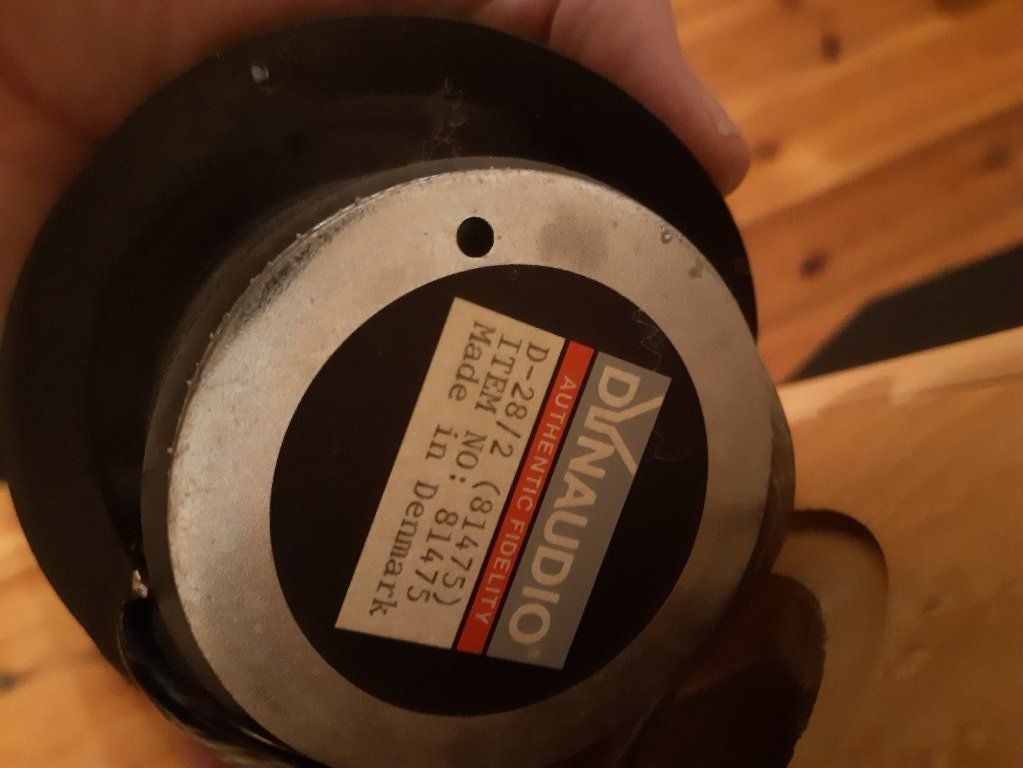 DYNAUDIO
AUTHENTIC FIDELITY
D-28/2 (81475)
ITEM NO: 81475
Made in Denmark